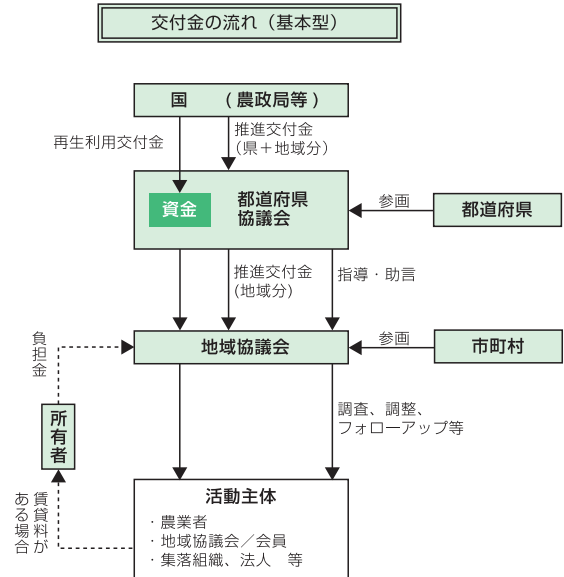 交付金の流れ（基本型）
国　　（農政局等）
再生利用交付金
推進交付金
（県＋地域分）
資金
都道府県
協議会
参画
都道府県
推進交付金
（地域分）
指導・助言
地域協議会
参画
市町村
負担金
所有者
賃貸料が
ある場合
調査、調整、
フォローアップ等
活動主体
・農業者
・地域協議会／会員
・集落組織、法人　等